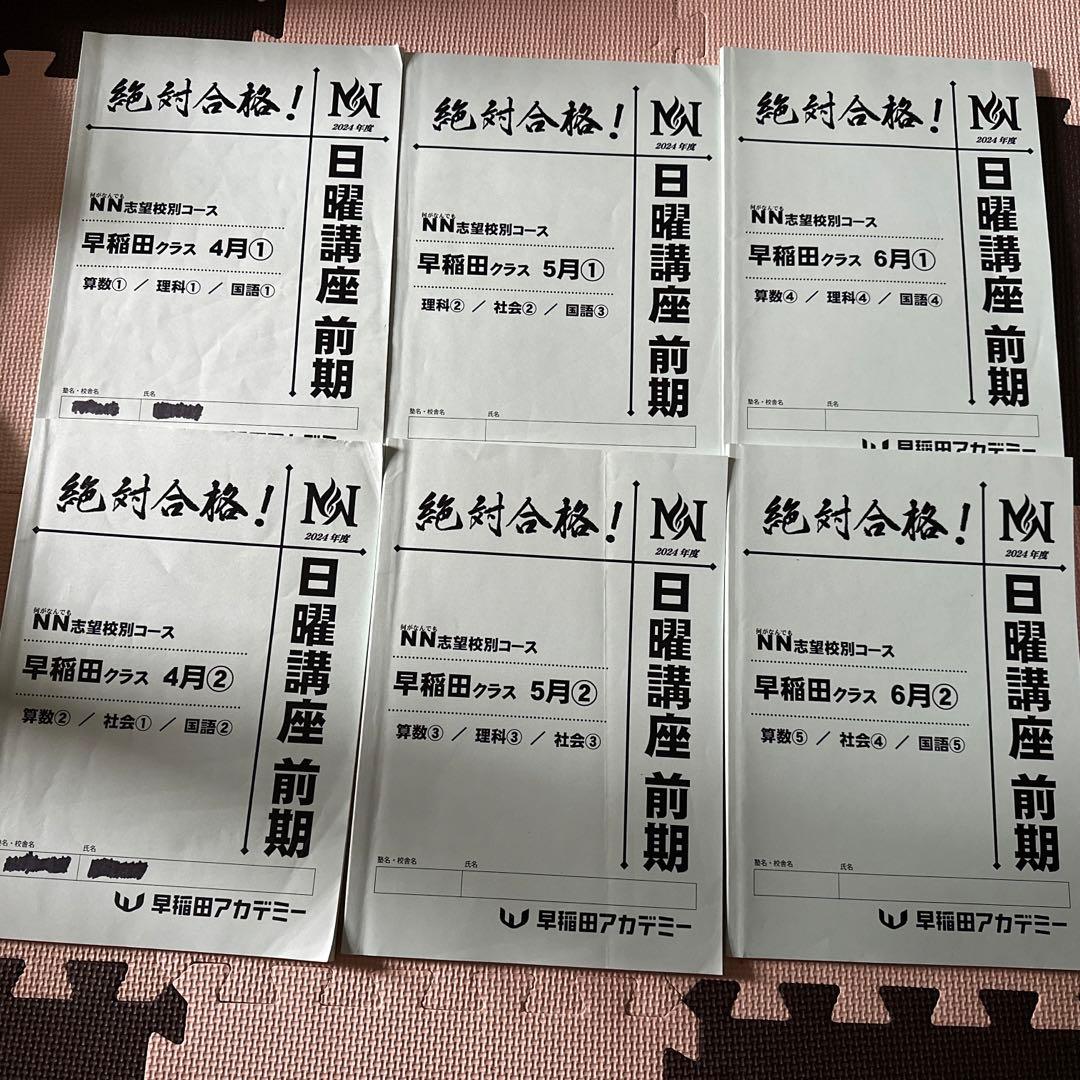 絶対合格!
NN
2024年度
日曜講座 前期
何がなんでも
NN志望校別コース
早稲田クラス 4月①
算数① / 理科① / 国語①
塾名・校舎名 氏名
早稲田アカデミー
絶対合格!
NN
2024年度
日曜講座 前期
何がなんでも
NN志望校別コース
早稲田クラス 5月①
理科② / 社会② / 国語③
塾名・校舎名 氏名
絶対合格!
NN
2024年度
日曜講座 前期
何がなんでも
NN志望校別コース
早稲田クラス 6月①
算数④ / 理科④ / 国語④
塾名・校舎名 氏名
早稲田アカデミー
絶対合格!
NN
2024年度
日曜講座 前期
何がなんでも
NN志望校別コース
早稲田クラス 4月②
算数② / 社会① / 国語②
名・校舎名 氏名
早稲田アカデミー
絶対合格!
NN
2024年度
日曜講座 前期
何がなんでも
NN志望校別コース
早稲田クラス 5月②
算数③ / 理科③ / 社会③
塾名・校舎名 氏名
早稲田アカデミー
絶対合格!
NN
2024年度
日曜講座 前期
何がなんでも
NN志望校別コース
早稲田クラス 6月②
算数⑤ / 社会④ / 国語⑤
塾名・校舎名 氏名
早稲田アカデミー